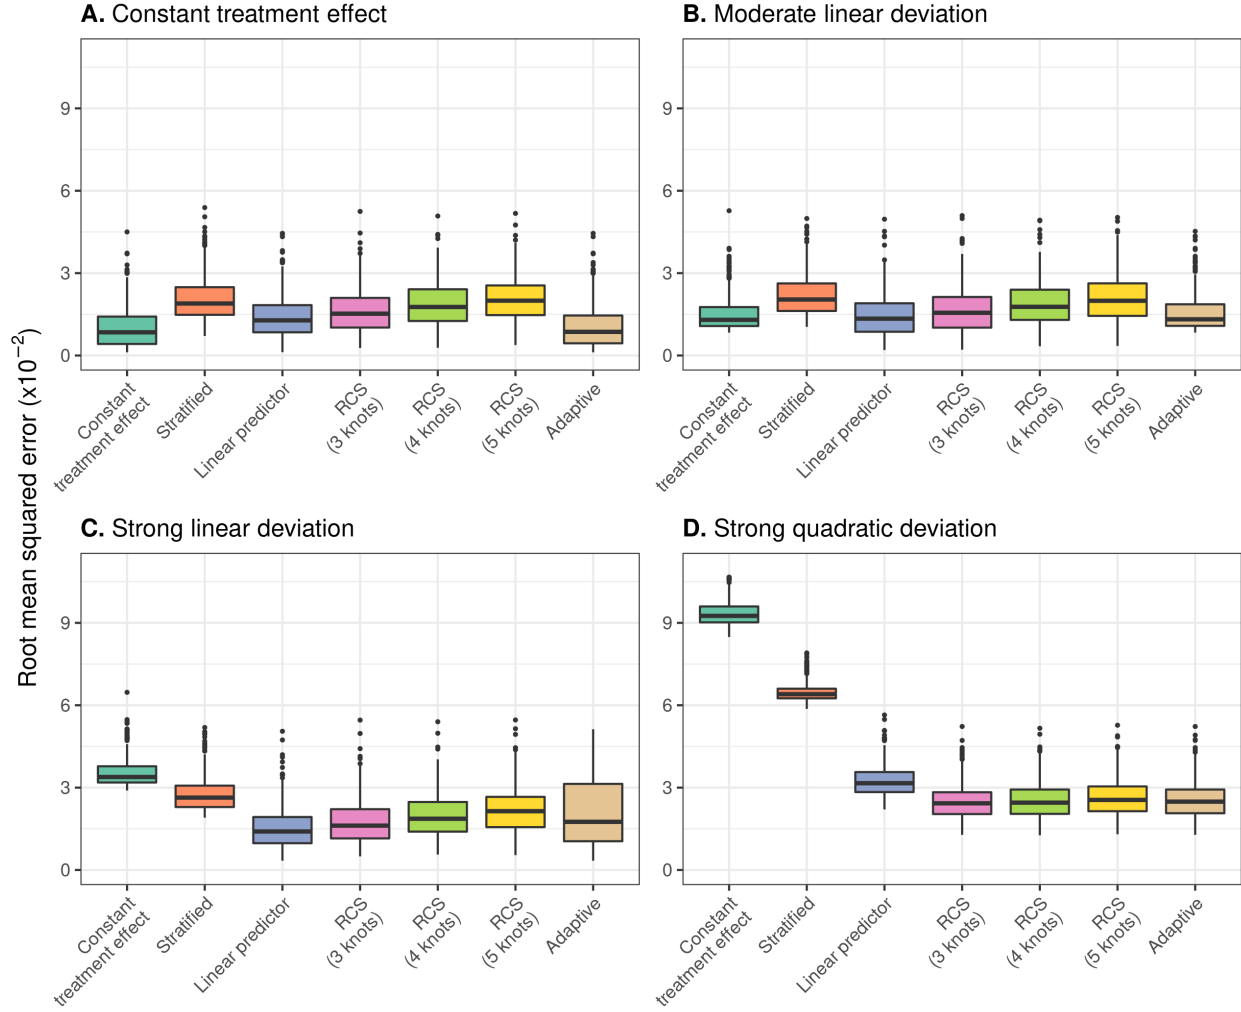 A. Constant treatment effect
B. Moderate linear deviation
Root mean squared error (x10⁻²)
9
6
3
0
Constant
treatment effect
Stratified
Linear predictor
RCS
(3 knots)
RCS
(4 knots)
RCS
(5 knots)
Adaptive
9
6
3
0
Constant
treatment effect
Stratified
Linear predictor
RCS
(3 knots)
RCS
(4 knots)
RCS
(5 knots)
Adaptive
C. Strong linear deviation
D. Strong quadratic deviation
9
6
3
0
Constant
treatment effect
Stratified
Linear predictor
RCS
(3 knots)
RCS
(4 knots)
RCS
(5 knots)
Adaptive
9
6
3
0
Constant
treatment effect
Stratified
Linear predictor
RCS
(3 knots)
RCS
(4 knots)
RCS
(5 knots)
Adaptive